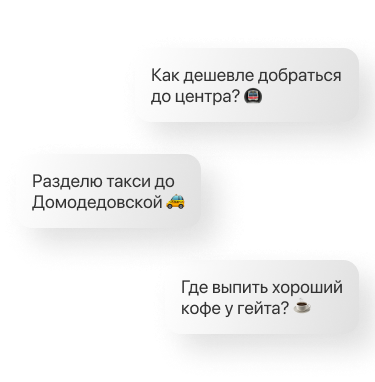 Как дешевле добраться
до центра? 🚇
Разделю такси до
Домодедовской 🚕
Где выпить хороший
кофе у гейта? ☕